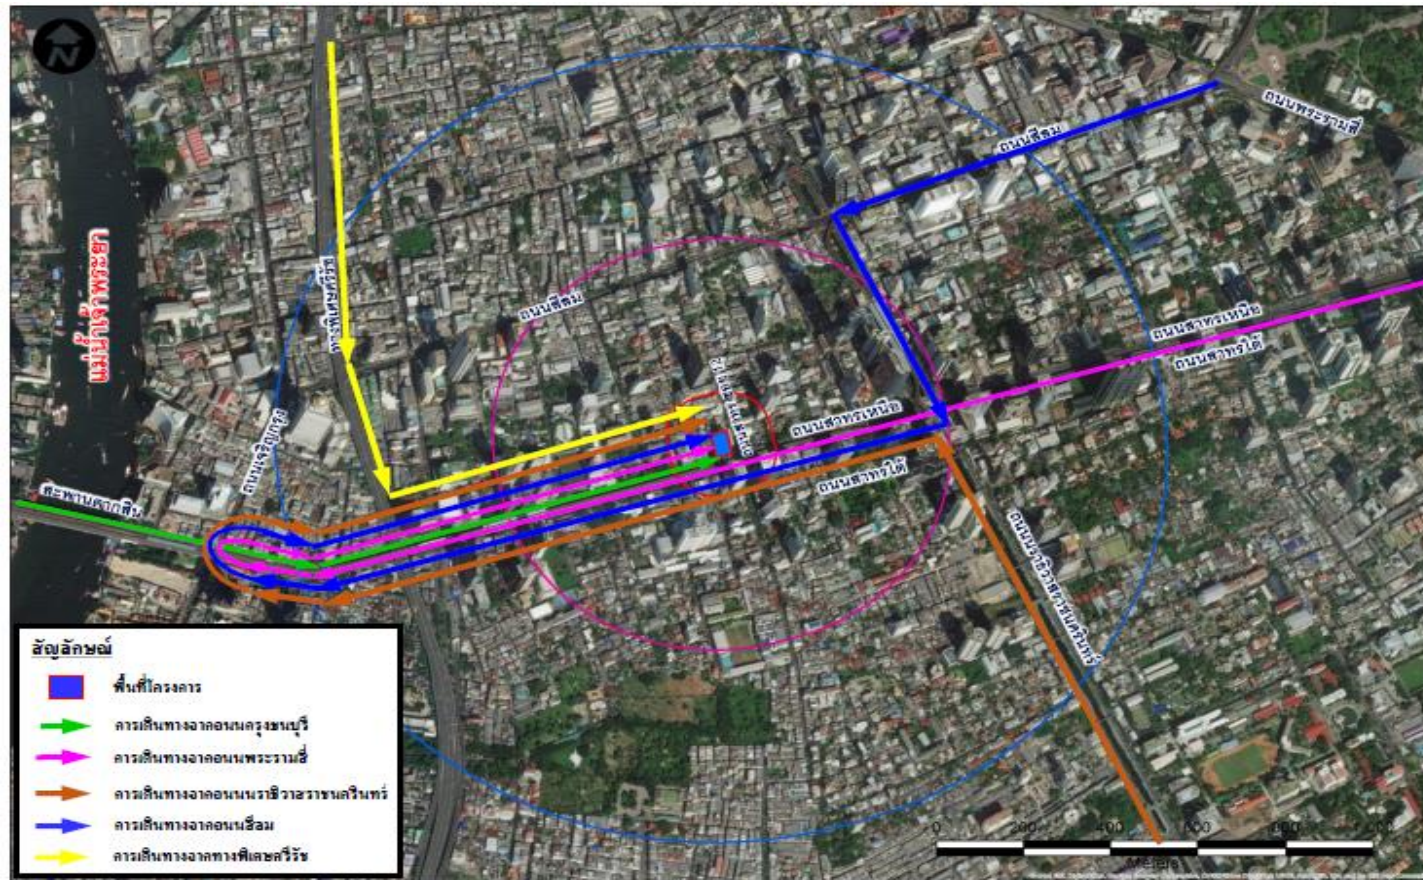 N
ถนนพระรามสี่
ถนนสีลม
แม่น้ำเจ้าพระยา
ทางพิเศษศรีรัช
ถนนสีลม
ถนนสาทรเหนือ
ถนนสาทรใต้
ถนนเจริญกรุง
ถนนสาทรเหนือ
ถนนสาทรใต้
สะพานตากสิน
ถนนนราธิวาสราชนครินทร์
สัญลักษณ์
พื้นที่โครงการ
การเดินทางจากถนนกรุงธนบุรี
การเดินทางจากถนนพระรามสี่
การเดินทางจากถนนนราธิวาสราชนครินทร์
การเดินทางจากถนนสีลม
การเดินทางจากทางพิเศษศรีรัช
0 200 400 600 800
Meters